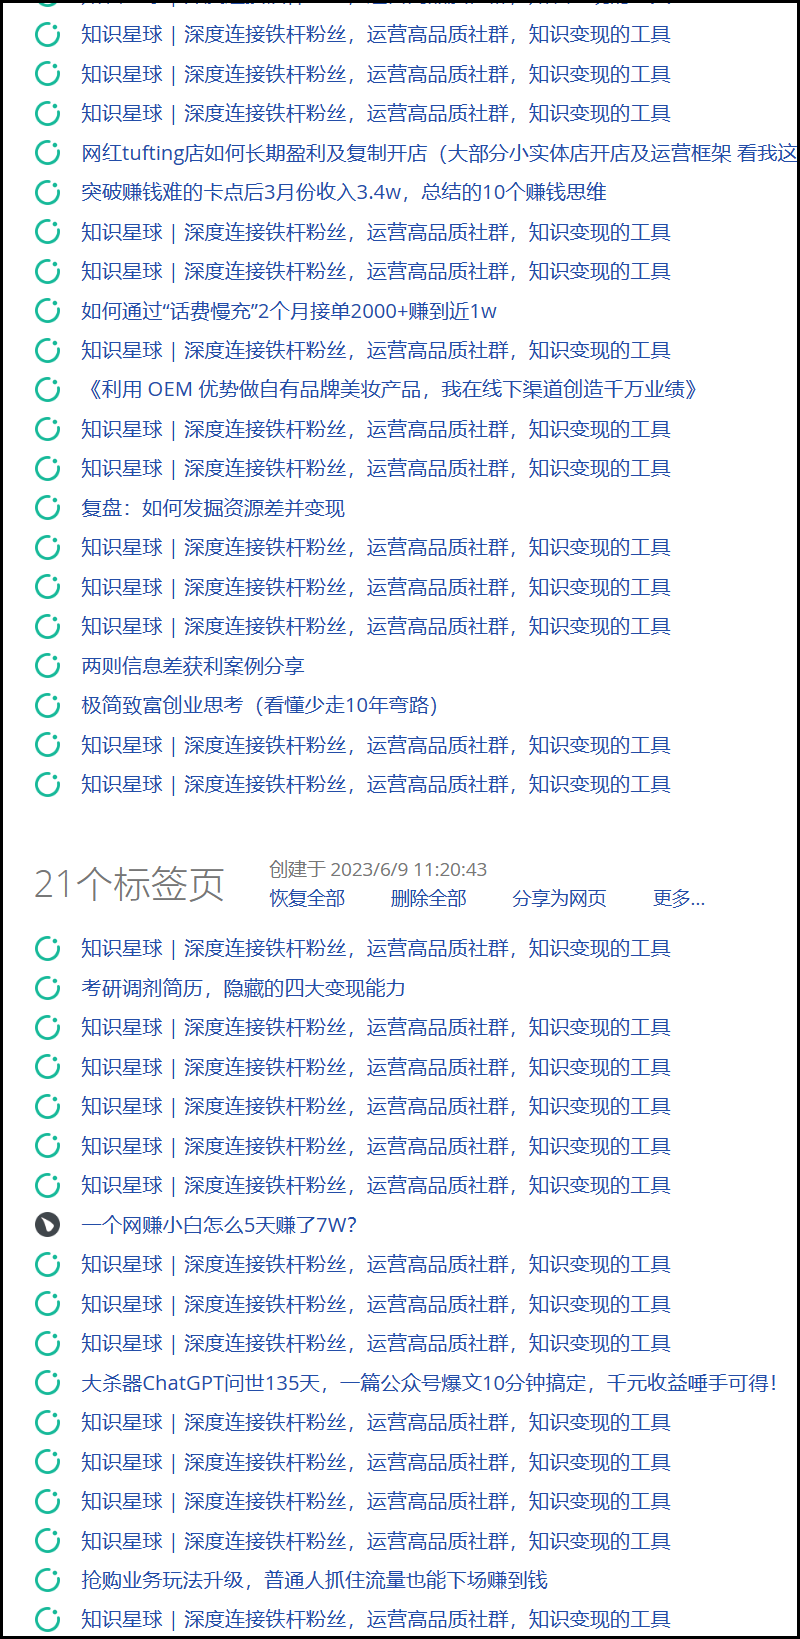 知识星球 | 深度连接铁杆粉丝，运营高品质社群，知识变现的工具
知识星球 | 深度连接铁杆粉丝，运营高品质社群，知识变现的工具
知识星球 | 深度连接铁杆粉丝，运营高品质社群，知识变现的工具
网红tufting店如何长期盈利及复制开店（大部分小实体店开店及运营框架 看我这
突破赚钱难的卡点后3月份收入3.4w，总结的10个赚钱思维
知识星球 | 深度连接铁杆粉丝，运营高品质社群，知识变现的工具
知识星球 | 深度连接铁杆粉丝，运营高品质社群，知识变现的工具
如何通过“话费慢充”2个月接单2000+赚到近1w
知识星球 | 深度连接铁杆粉丝，运营高品质社群，知识变现的工具
《利用 OEM 优势做自有品牌美妆产品，我在线下渠道创造千万业绩》
知识星球 | 深度连接铁杆粉丝，运营高品质社群，知识变现的工具
知识星球 | 深度连接铁杆粉丝，运营高品质社群，知识变现的工具
复盘：如何发掘资源差并变现
知识星球 | 深度连接铁杆粉丝，运营高品质社群，知识变现的工具
知识星球 | 深度连接铁杆粉丝，运营高品质社群，知识变现的工具
知识星球 | 深度连接铁杆粉丝，运营高品质社群，知识变现的工具
两则信息差获利案例分享
极简致富创业思考（看懂少走10年弯路）
知识星球 | 深度连接铁杆粉丝，运营高品质社群，知识变现的工具
知识星球 | 深度连接铁杆粉丝，运营高品质社群，知识变现的工具
21个标签页
创建于 2023/6/9 11:20:43
恢复全部 删除全部 分享为网页 更多...
知识星球 | 深度连接铁杆粉丝，运营高品质社群，知识变现的工具
考研调剂简历，隐藏的四大变现能力
知识星球 | 深度连接铁杆粉丝，运营高品质社群，知识变现的工具
知识星球 | 深度连接铁杆粉丝，运营高品质社群，知识变现的工具
知识星球 | 深度连接铁杆粉丝，运营高品质社群，知识变现的工具
知识星球 | 深度连接铁杆粉丝，运营高品质社群，知识变现的工具
知识星球 | 深度连接铁杆粉丝，运营高品质社群，知识变现的工具
一个网赚小白怎么5天赚了7W?
知识星球 | 深度连接铁杆粉丝，运营高品质社群，知识变现的工具
知识星球 | 深度连接铁杆粉丝，运营高品质社群，知识变现的工具
知识星球 | 深度连接铁杆粉丝，运营高品质社群，知识变现的工具
大杀器ChatGPT问世135天，一篇公众号爆文10分钟搞定，千元收益唾手可得！
知识星球 | 深度连接铁杆粉丝，运营高品质社群，知识变现的工具
知识星球 | 深度连接铁杆粉丝，运营高品质社群，知识变现的工具
知识星球 | 深度连接铁杆粉丝，运营高品质社群，知识变现的工具
知识星球 | 深度连接铁杆粉丝，运营高品质社群，知识变现的工具
抢购业务玩法升级，普通人抓住流量也能下场赚到钱
知识星球 | 深度连接铁杆粉丝，运营高品质社群，知识变现的工具